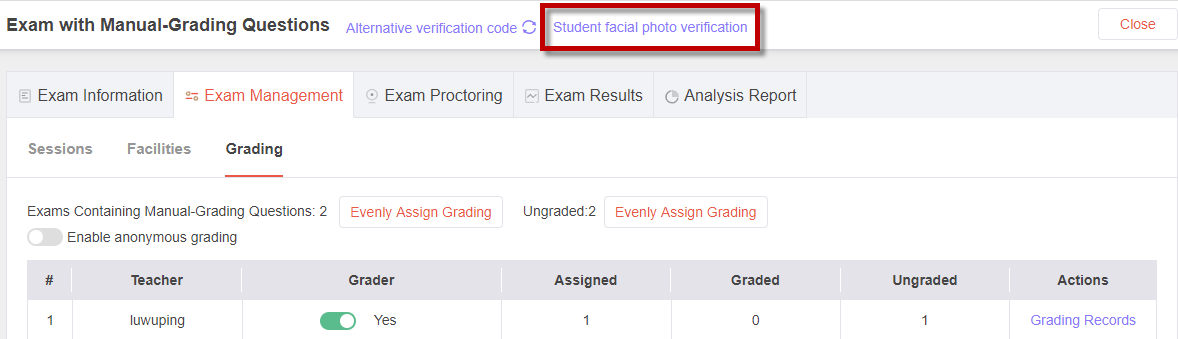 Exam with Manual-Grading Questions Alternative verification code Student facial photo verification Close
Exam Information Exam Management Exam Proctoring Exam Results Analysis Report
Sessions Facilities Grading
Exams Containing Manual-Grading Questions: 2 Evenly Assign Grading Ungraded:2 Evenly Assign Grading
Enable anonymous grading
# Teacher Grader Assigned Graded Ungraded Actions
1 luwuping Yes 1 0 1 Grading Records